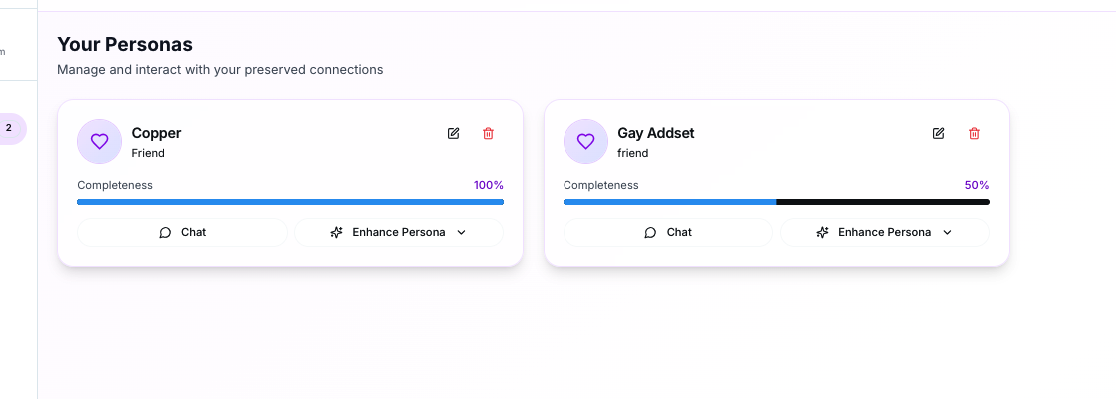 Your Personas
Manage and interact with your preserved connections
m
2
Copper
Friend
Completeness 100%
Chat Enhance Persona
Gay Addset
friend
Completeness 50%
Chat Enhance Persona